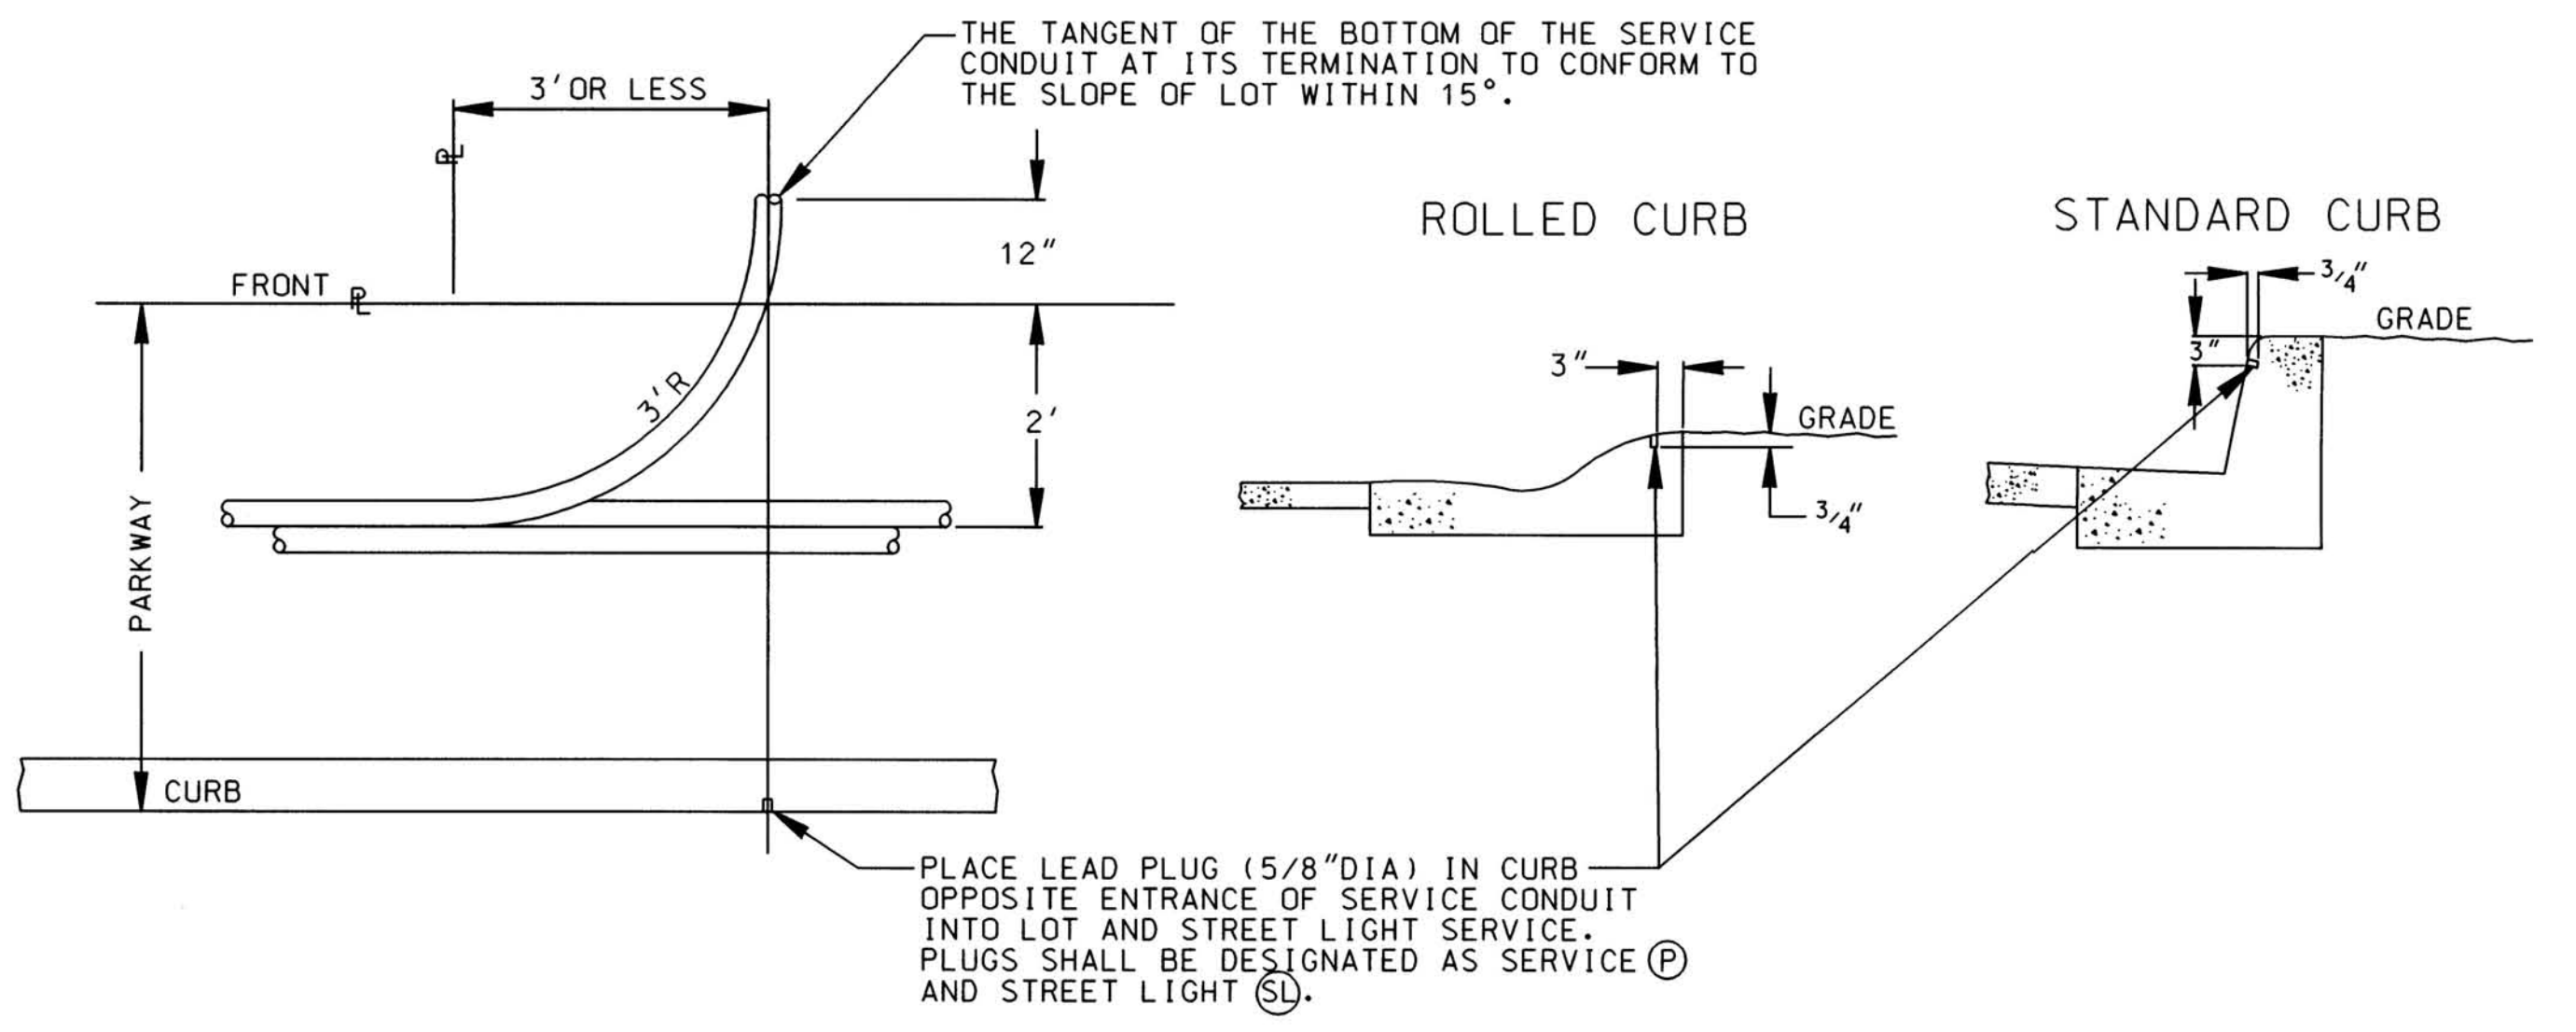 THE TANGENT OF THE BOTTOM OF THE SERVICE
CONDUIT AT ITS TERMINATION TO CONFORM TO
THE SLOPE OF LOT WITHIN 15°.
3'OR LESS
PL
12"
FRONT PL
3'R
2'
PARKWAY
CURB
ROLLED CURB
3"
GRADE
3/4"
STANDARD CURB
3/4"
GRADE
3"
PLACE LEAD PLUG (5/8"DIA) IN CURB
OPPOSITE ENTRANCE OF SERVICE CONDUIT
INTO LOT AND STREET LIGHT SERVICE.
PLUGS SHALL BE DESIGNATED AS SERVICE P
AND STREET LIGHT SL.